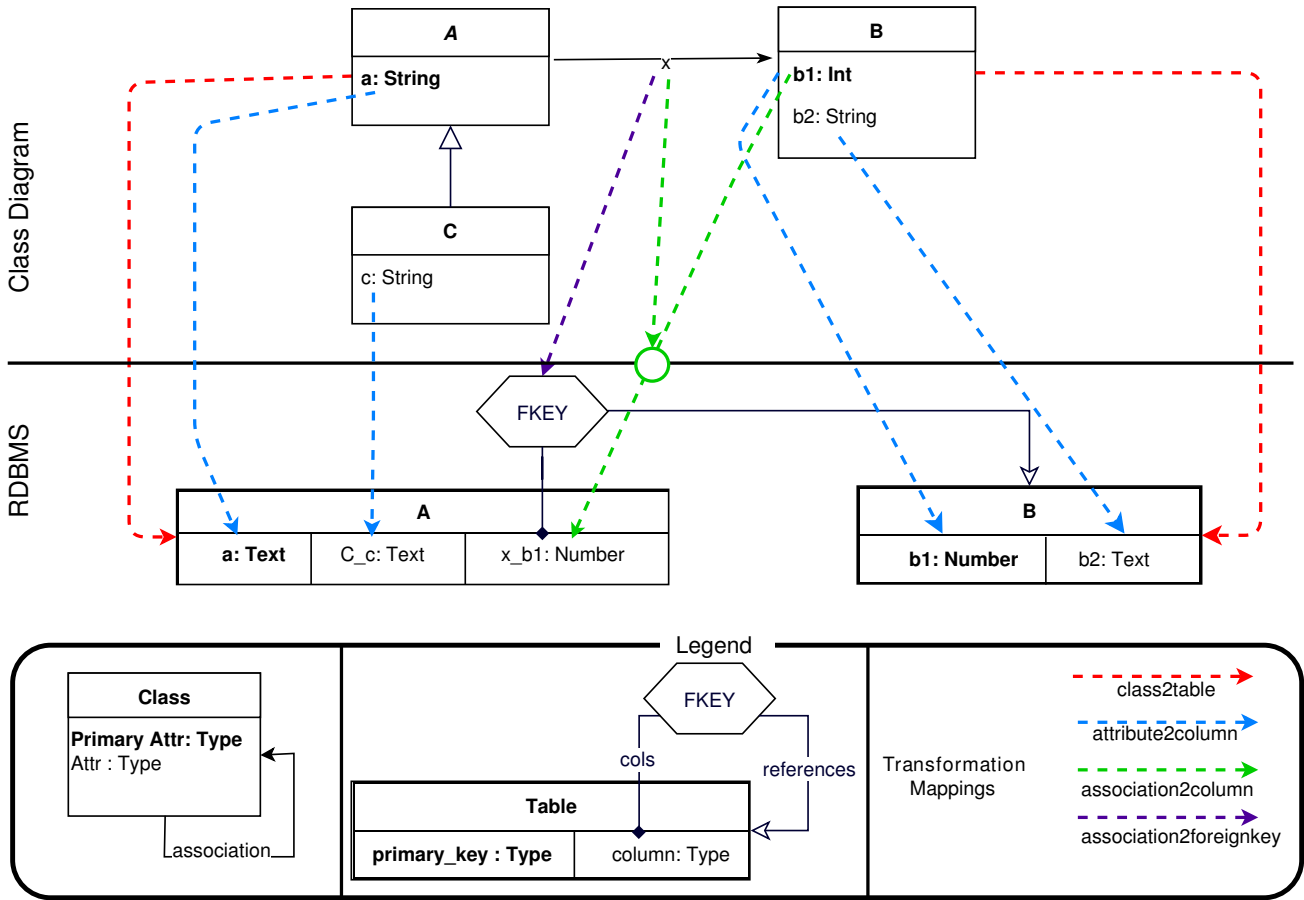 A
B
x
a: String
b1: Int
b2: String
C
c: String
Class Diagram
RDBMS
FKEY
A
a: Text
C_c: Text
x_b1: Number
B
b1: Number
b2: Text
Legend
Class
Primary Attr: Type
Attr : Type
association
FKEY
cols
references
Table
primary_key : Type
column: Type
Transformation
Mappings
class2table
attribute2column
association2column
association2foreignkey